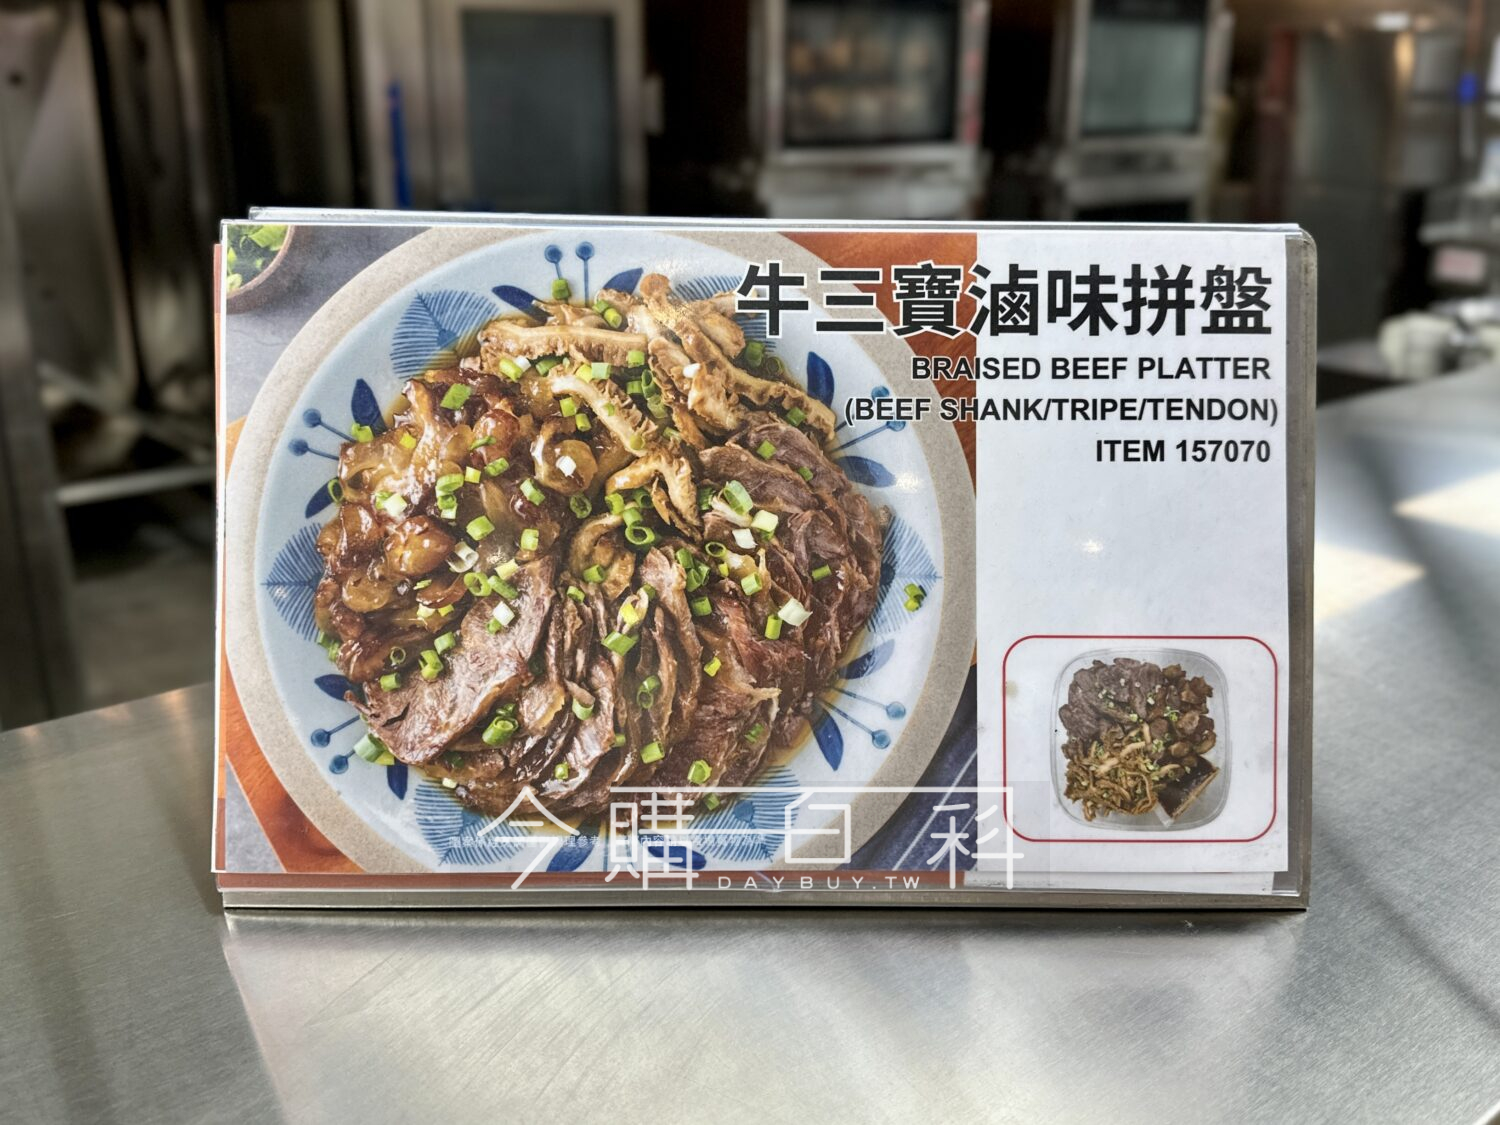 牛三寶滷味拼盤
BRAISED BEEF PLATTER
(BEEF SHANK/TRIPE/TENDON)
ITEM 157070
今購百科
DAYBUY.TW